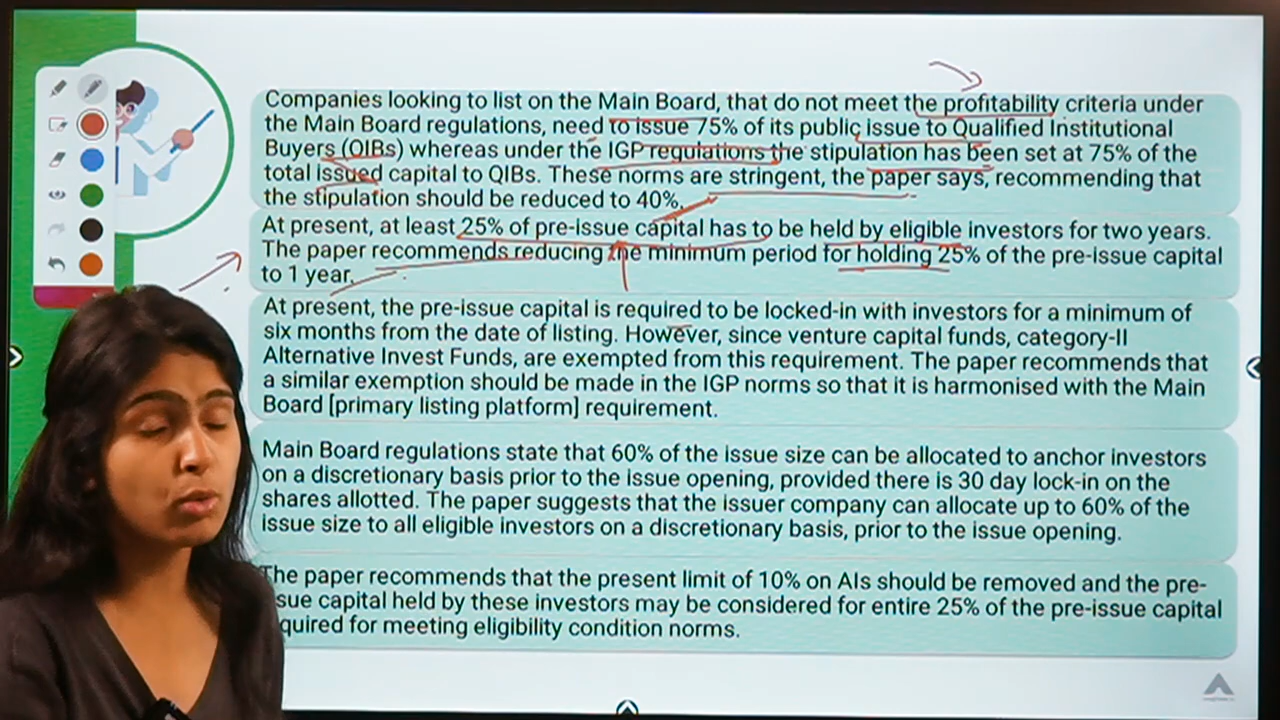 Companies looking to list on the Main Board, that do not meet the profitability criteria under
the Main Board regulations, need to issue 75% of its public issue to Qualified Institutional
Buyers (QIBs) whereas under the IGP regulations the stipulation has been set at 75% of the
total issued capital to QIBs. These norms are stringent, the paper says, recommending that
the stipulation should be reduced to 40%.
At present, at least 25% of pre-issue capital has to be held by eligible investors for two years.
The paper recommends reducing the minimum period for holding 25% of the pre-issue capital
to 1 year.
At present, the pre-issue capital is required to be locked-in with investors for a minimum of
six months from the date of listing. However, since venture capital funds, category-II
Alternative Invest Funds, are exempted from this requirement. The paper recommends that
a similar exemption should be made in the IGP norms so that it is harmonised with the Main
Board [primary listing platform] requirement.
Main Board regulations state that 60% of the issue size can be allocated to anchor investors
on a discretionary basis prior to the issue opening, provided there is 30 day lock-in on the
shares allotted. The paper suggests that the issuer company can allocate up to 60% of the
issue size to all eligible investors on a discretionary basis, prior to the issue opening.
The paper recommends that the present limit of 10% on AIs should be removed and the pre-
sue capital held by these investors may be considered for entire 25% of the pre-issue capital
quired for meeting eligibility condition norms.